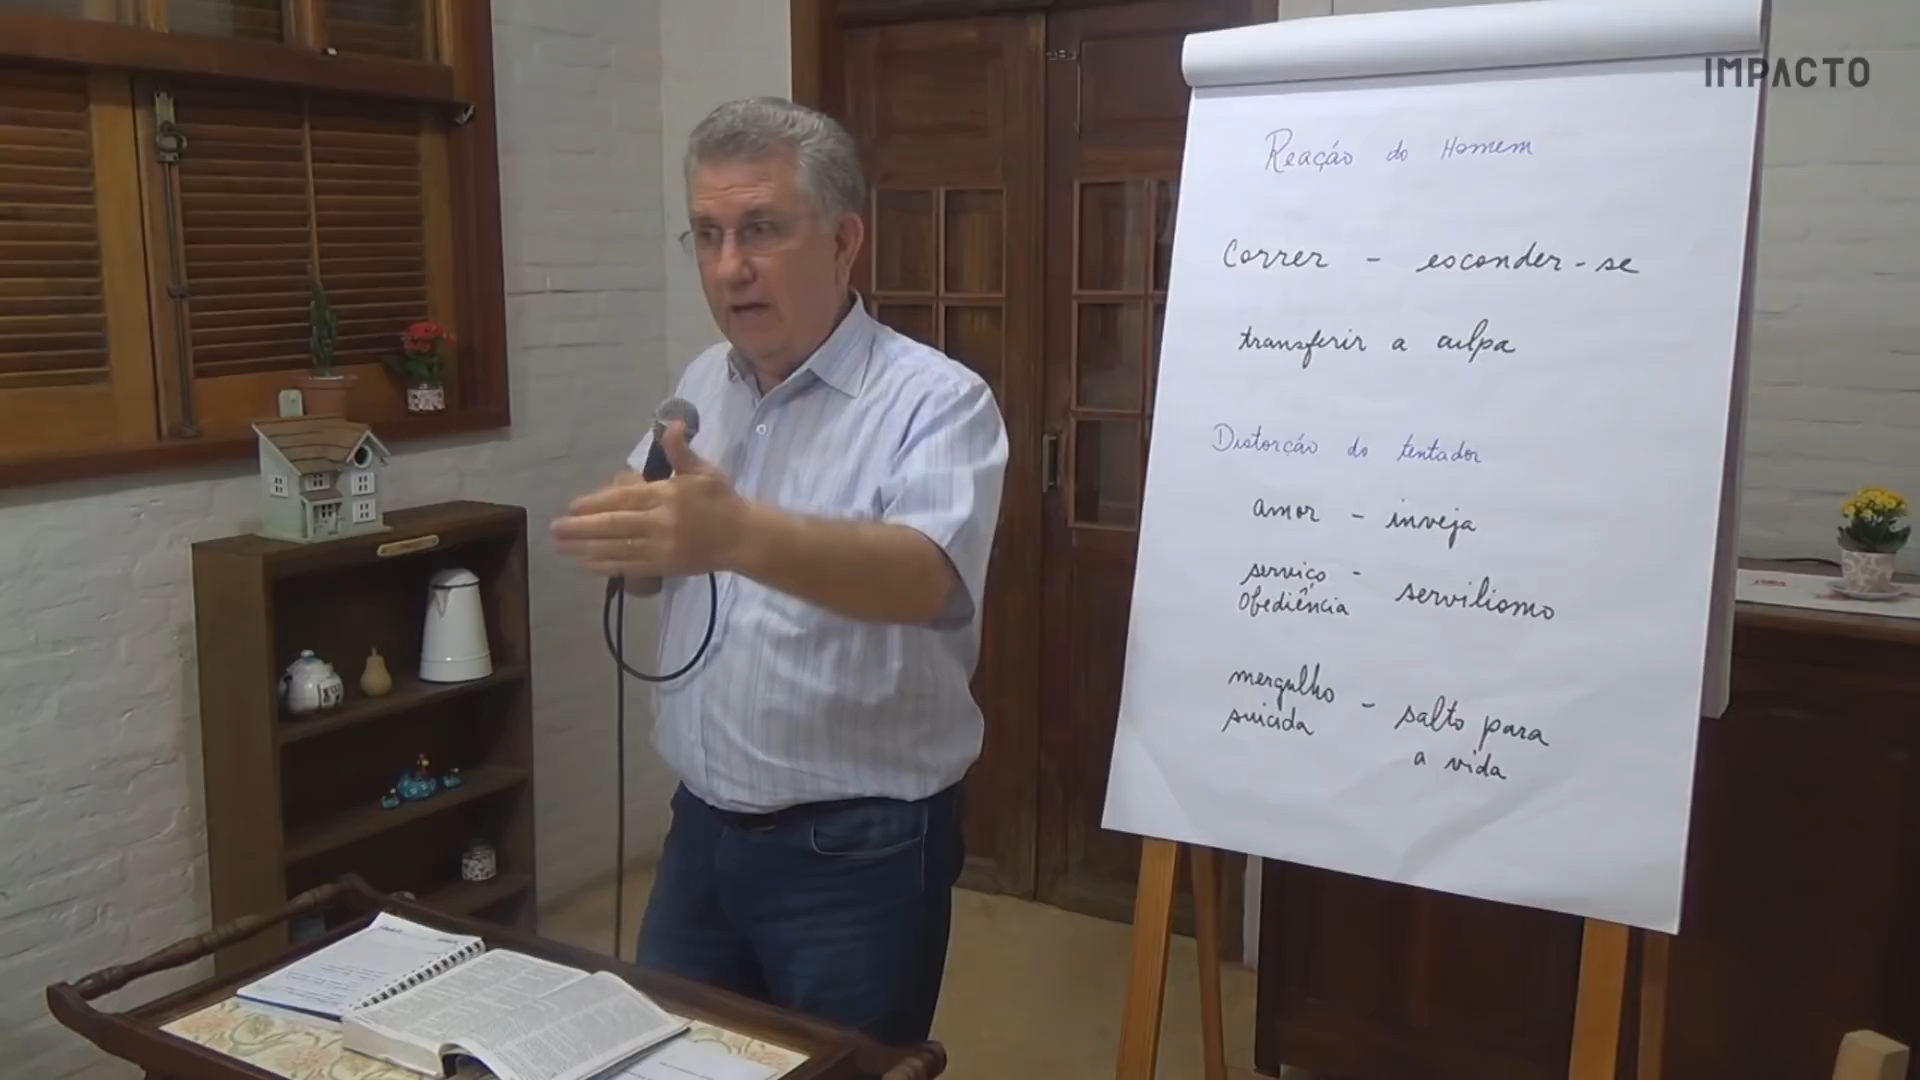 IMPACTO
Reação do Homem
Correr - esconder-se
transferir a culpa
Distorção do tentador
amor - inveja
serviço -
Obediência servilismo
mergulho
suicida - salto para
a vida